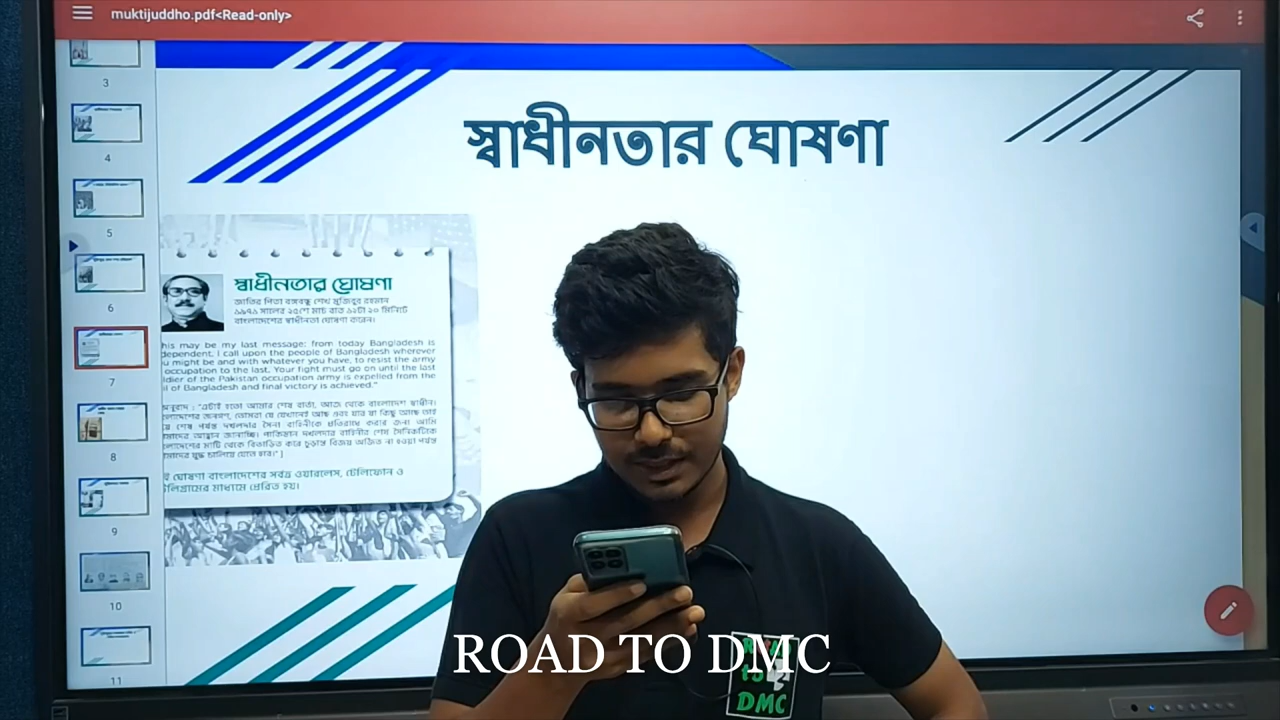 muktijuddho.pdf<Read-only>
3
4
5
6
7
8
9
10
11
স্বাধীনতার ঘোষণা
স্বাধীনতার ঘোষণা
জাতির পিতা বঙ্গবন্ধু শেখ মুজিবুর রহমান
১৯৭১ সালের ২৫শে মার্চ রাত ১২টা ২০ মিনিটে
বাংলাদেশের স্বাধীনতা ঘোষণা করেন।
his may be my last message: from today Bangladesh is
dependent. I call upon the people of Bangladesh wherever
u might be and with whatever you have, to resist the army
occupation to the last. Your fight must go on until the last
ldier of the Pakistan occupation army is expelled from the
il of Bangladesh and final victory is achieved."
নুবাদ : "এটাই হতে আমার শেষ বার্তা, আজ থেকে বাংলাদেশ স্বাধীন।
ঘোষণা বাংলাদেশের সর্বত্র ওয়ারলেস, টেলিফোন ও
লিগ্রামের মাধ্যমে প্রেরিত হয়।
ROAD TO DMC
TO
DMC